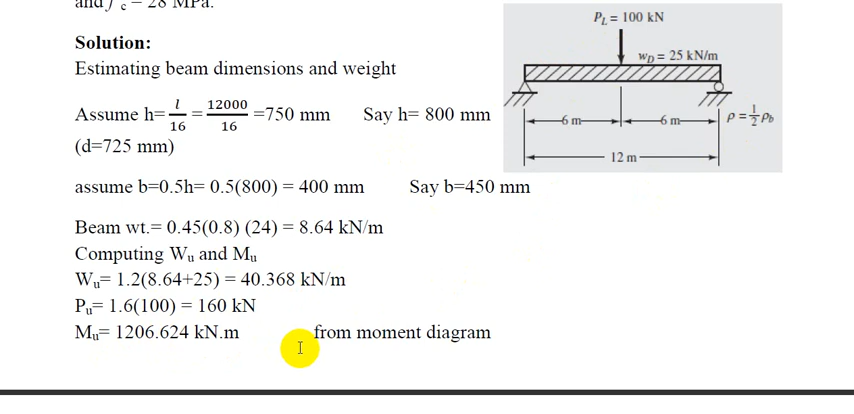 and f′c = 28 MPa.
Solution:
Estimating beam dimensions and weight
Assume h= l/16 = 12000/16 =750 mm Say h= 800 mm
(d=725 mm)
assume b=0.5h= 0.5(800) = 400 mm Say b=450 mm
Beam wt.= 0.45(0.8) (24) = 8.64 kN/m
Computing Wu and Mu
Wu= 1.2(8.64+25) = 40.368 kN/m
Pu= 1.6(100) = 160 kN
Mu= 1206.624 kN.m from moment diagram
PL = 100 kN
wD = 25 kN/m
6 m 6 m ρ = 1/2 ρb
12 m